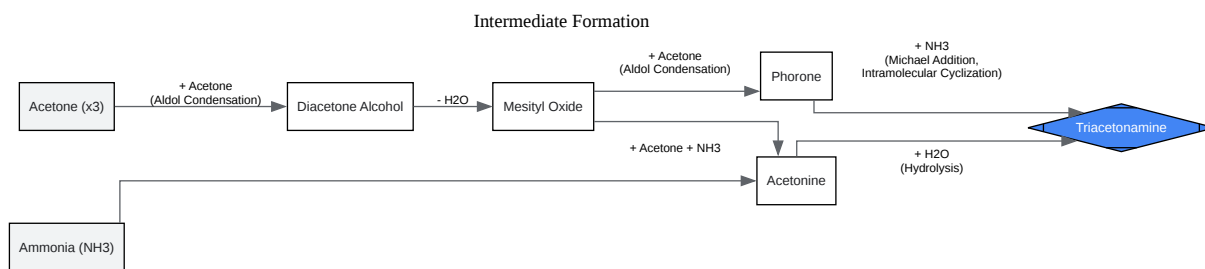 Intermediate Formation
+ Acetone
(Aldol Condensation)
+ NH3
(Michael Addition,
Intramolecular Cyclization)
Phorone
+ Acetone
(Aldol Condensation)
Acetone (x3)
Diacetone Alcohol
- H2O
Mesityl Oxide
Triacetonamine
+ Acetone + NH3
+ H2O
(Hydrolysis)
Acetonine
Ammonia (NH3)